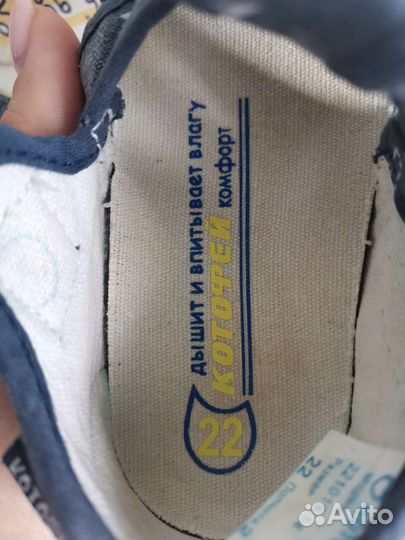 дышит и впитывает влагу
КОТОФЕЙ
комфорт
22
22
Avito